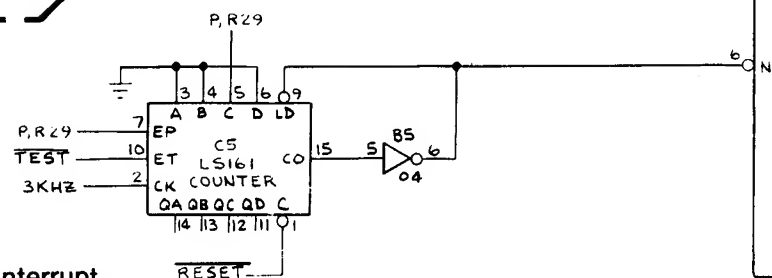 P, R29
3 4 5 6 9
A B C D LD
P, R29 7 EP
C5
TEST 10 ET
LS161
CO 15
5 B5 6
04
3KHZ 2 CK
COUNTER
QA QB QC QD C
14 13 12 11 1
RESET
nterrupt
6 N